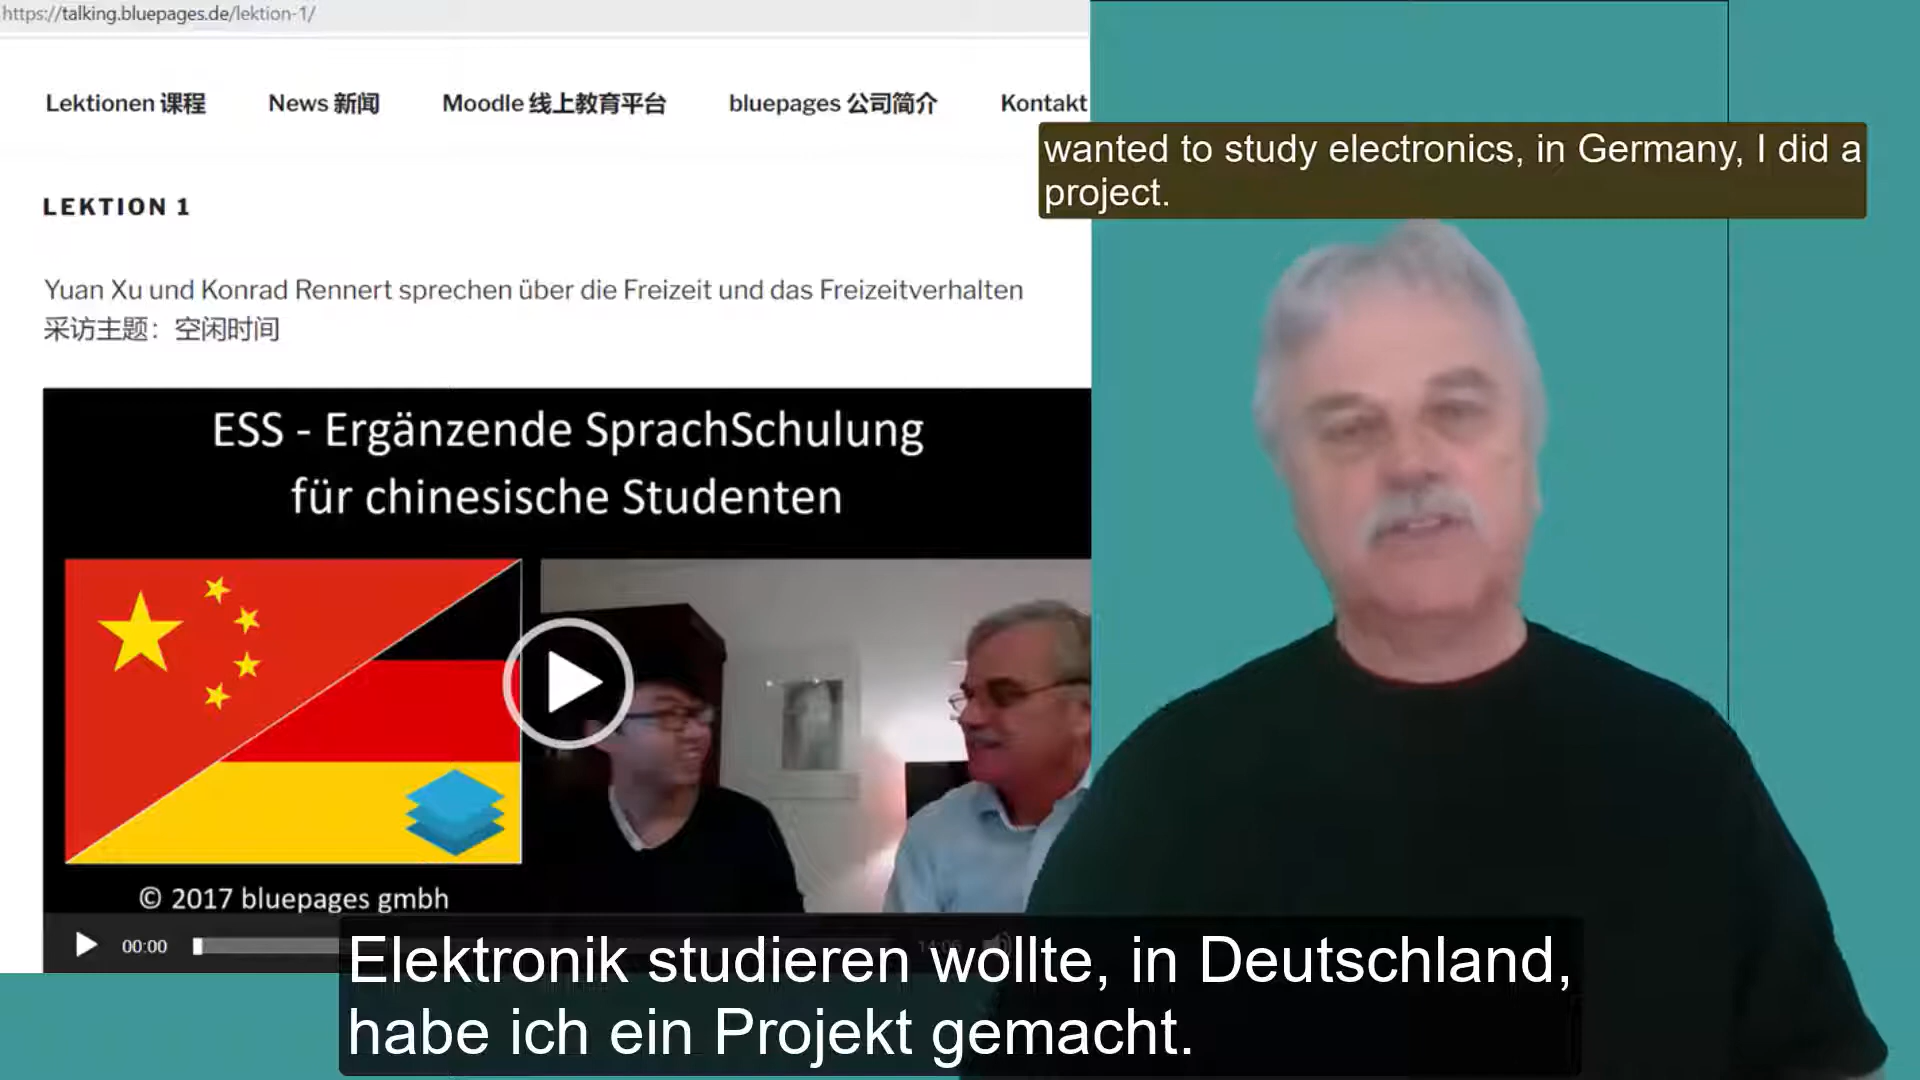 https://talking.bluepages.de/lektion-1/
Lektionen 课程 News 新闻 Moodle 线上教育平台 bluepages 公司简介 Kontakt
wanted to study electronics, in Germany, I did a
project.
LEKTION 1
Yuan Xu und Konrad Rennert sprechen über die Freizeit und das Freizeitverhalten
采访主题：空闲时间
ESS - Ergänzende SprachSchulung
für chinesische Studenten
© 2017 bluepages gmbh
00:00
Elektronik studieren wollte, in Deutschland,
habe ich ein Projekt gemacht.